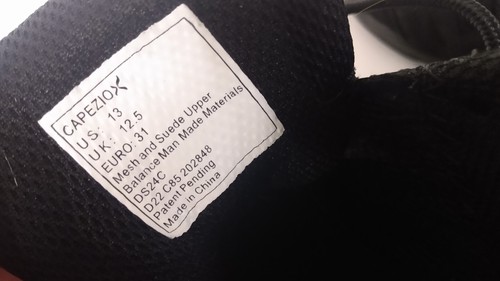 CAPEZIO
US: 13
UK: 12.5
EURO: 31
Mesh and Suede Upper
Balance Man Made Materials
DS24C
D22 C85 202848
Patent Pending
Made in China